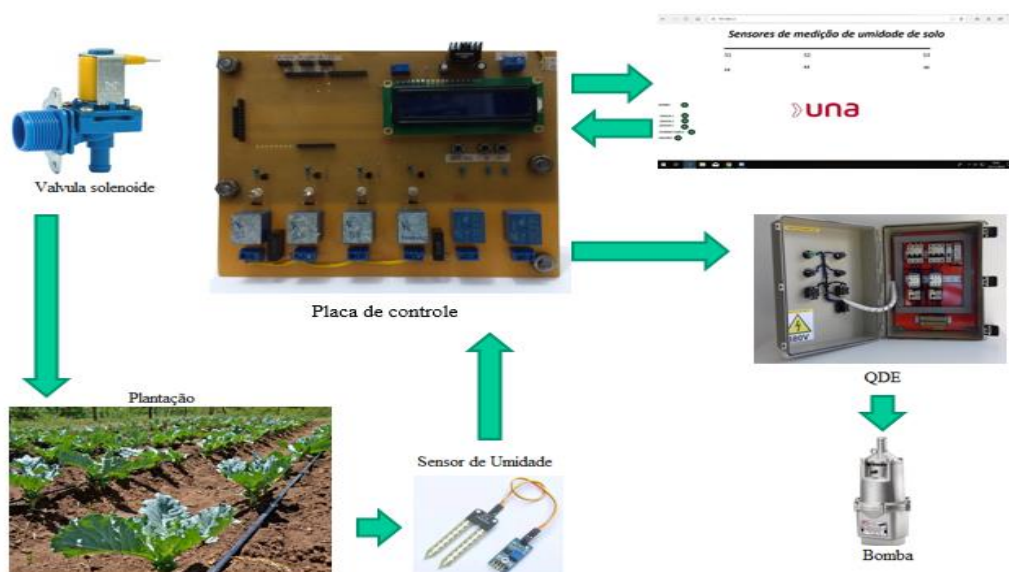 Sensores de medição de umidade de solo
una
Valvula solenoide
Placa de controle
380V
QDE
Plantação
Sensor de Umidade
Bomba